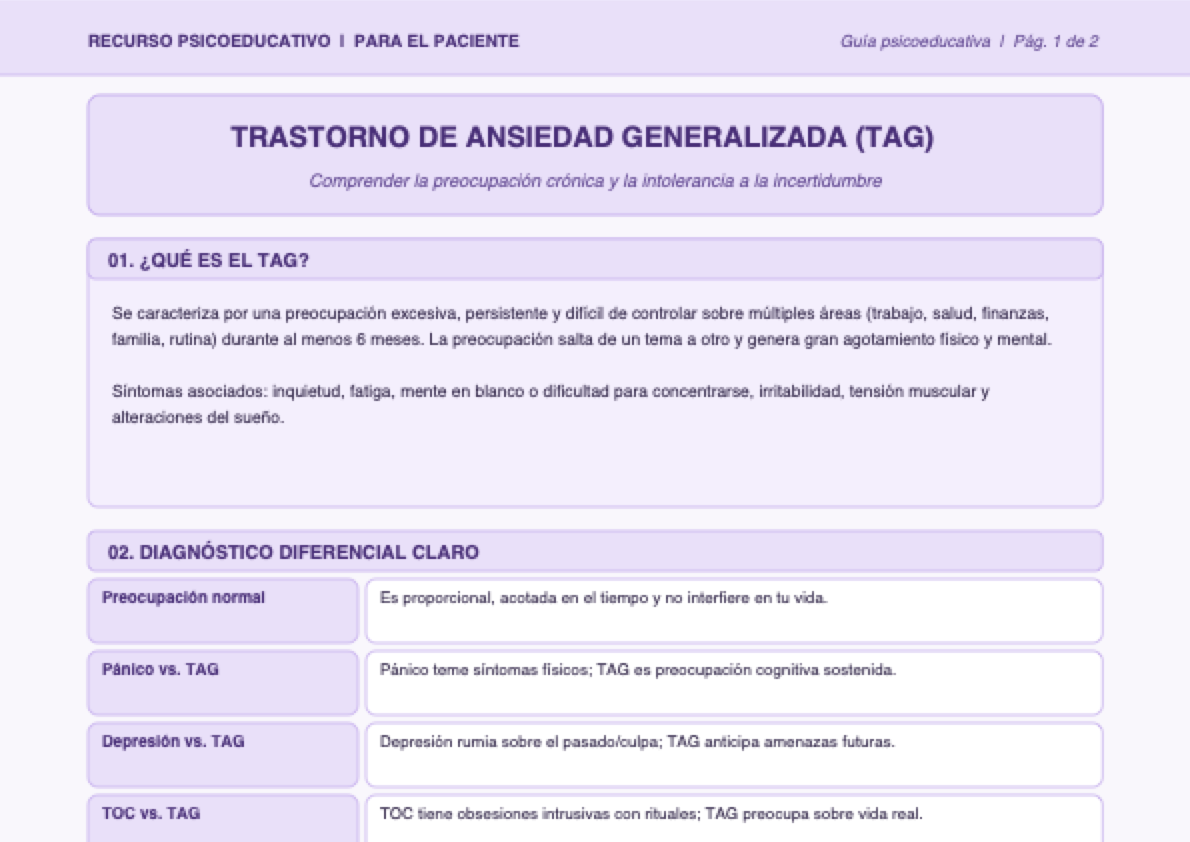 RECURSO PSICOEDUCATIVO | PARA EL PACIENTE
Guía psicoeducativa | Pág. 1 de 2
TRASTORNO DE ANSIEDAD GENERALIZADA (TAG)
Comprender la preocupación crónica y la intolerancia a la incertidumbre
01. ¿QUÉ ES EL TAG?
Se caracteriza por una preocupación excesiva, persistente y difícil de controlar sobre múltiples áreas (trabajo, salud, finanzas,
familia, rutina) durante al menos 6 meses. La preocupación salta de un tema a otro y genera gran agotamiento físico y mental.
Síntomas asociados: inquietud, fatiga, mente en blanco o dificultad para concentrarse, irritabilidad, tensión muscular y
alteraciones del sueño.
02. DIAGNÓSTICO DIFERENCIAL CLARO
Preocupación normal
Es proporcional, acotada en el tiempo y no interfiere en tu vida.
Pánico vs. TAG
Pánico teme síntomas físicos; TAG es preocupación cognitiva sostenida.
Depresión vs. TAG
Depresión rumia sobre el pasado/culpa; TAG anticipa amenazas futuras.
TOC vs. TAG
TOC tiene obsesiones intrusivas con rituales; TAG preocupa sobre vida real.